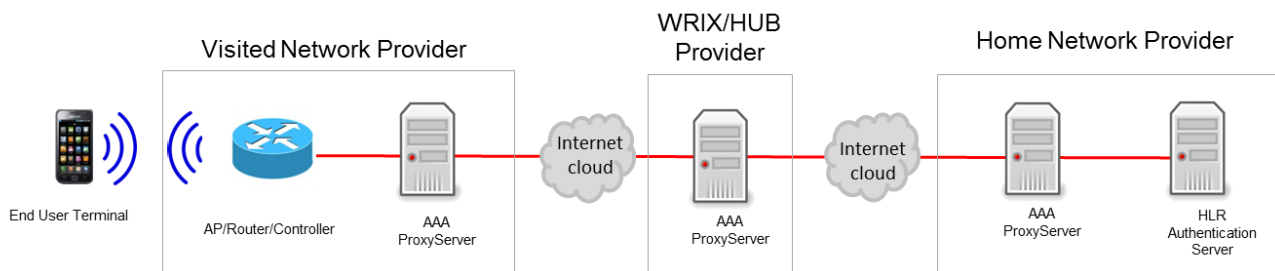 Visited Network Provider
WRIX/HUB
Provider
Home Network Provider
Internet
cloud
Internet
cloud
End User Terminal
AP/Router/Controller
AAA
ProxyServer
AAA
ProxyServer
AAA
ProxyServer
HLR
Authentication
Server